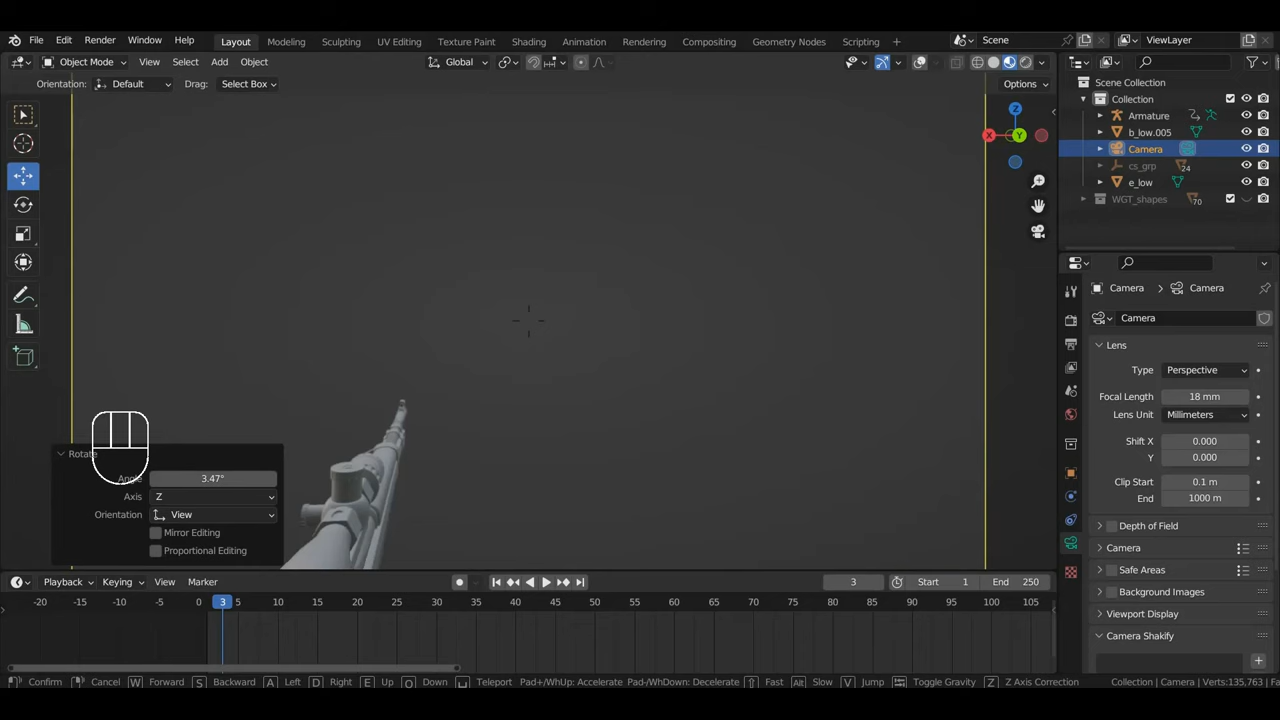 File Edit Render Window Help Layout Modeling Sculpting UV Editing Texture Paint Shading Animation Rendering Compositing Geometry Nodes Scripting + Scene ViewLayer
Object Mode View Select Add Object Global
Orientation: Default Drag: Select Box Options
Scene Collection
Collection
Armature
b_low.005
Camera
cs_grp 24
e_low
WGT_shapes 70
Z
X
Y
Camera > Camera
Camera
Lens
Type Perspective
Focal Length 18 mm
Lens Unit Millimeters
Shift X 0.000
Y 0.000
Clip Start 0.1 m
End 1000 m
Depth of Field
Camera
Safe Areas
Background Images
Viewport Display
Camera Shakify
Rotate
Angle 3.47°
Axis Z
Orientation View
Mirror Editing
Proportional Editing
Playback Keying View Marker 3 Start 1 End 250
-20 -15 -10 -5 3 5 10 15 20 25 30 35 40 45 50 55 60 65 70 75 80 85 90 95 100 105
Confirm Cancel W Forward S Backward A Left D Right E Up Q Down Teleport Pad+/WhUp: Accelerate Pad-/WhDown: Decelerate Fast Alt Slow V Jump Toggle Gravity Z Z Axis Correction Collection | Camera | Verts:135,763 | Fa